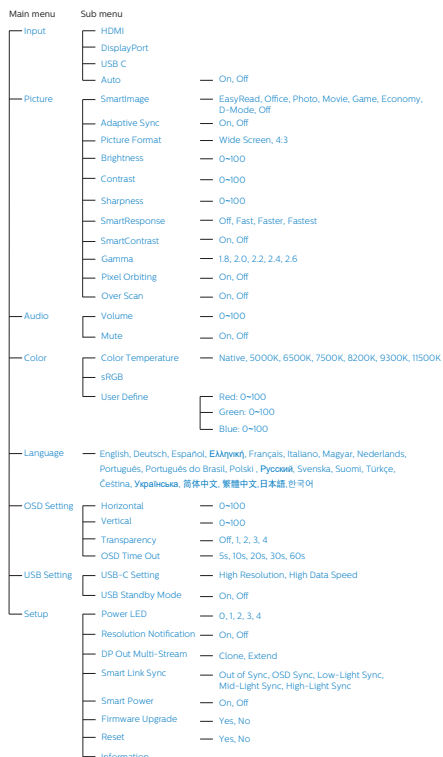 Main menu Sub menu
Input HDMI
DisplayPort
USB C
Auto On, Off
Picture SmartImage EasyRead, Office, Photo, Movie, Game, Economy,
D-Mode, Off
Adaptive Sync On, Off
Picture Format Wide Screen, 4:3
Brightness 0~100
Contrast 0~100
Sharpness 0~100
SmartResponse Off, Fast, Faster, Fastest
SmartContrast On, Off
Gamma 1.8, 2.0, 2.2, 2.4, 2.6
Pixel Orbiting On, Off
Over Scan On, Off
Audio Volume 0~100
Mute On, Off
Color Color Temperature Native, 5000K, 6500K, 7500K, 8200K, 9300K, 11500K
sRGB
User Define Red: 0~100
Green: 0~100
Blue: 0~100
Language English, Deutsch, Español, Ελληνική, Français, Italiano, Magyar, Nederlands,
Português, Português do Brasil, Polski , Русский, Svenska, Suomi, Türkçe,
Čeština, Українська, 简体中文, 繁體中文,日本語,한국어
OSD Setting Horizontal 0~100
Vertical 0~100
Transparency Off, 1, 2, 3, 4
OSD Time Out 5s, 10s, 20s, 30s, 60s
USB Setting USB-C Setting High Resolution, High Data Speed
USB Standby Mode On, Off
Setup Power LED 0, 1, 2, 3, 4
Resolution Notification On, Off
DP Out Multi-Stream Clone, Extend
Smart Link Sync Out of Sync, OSD Sync, Low-Light Sync,
Mid-Light Sync, High-Light Sync
Smart Power On, Off
Firmware Upgrade Yes, No
Reset Yes, No
Information